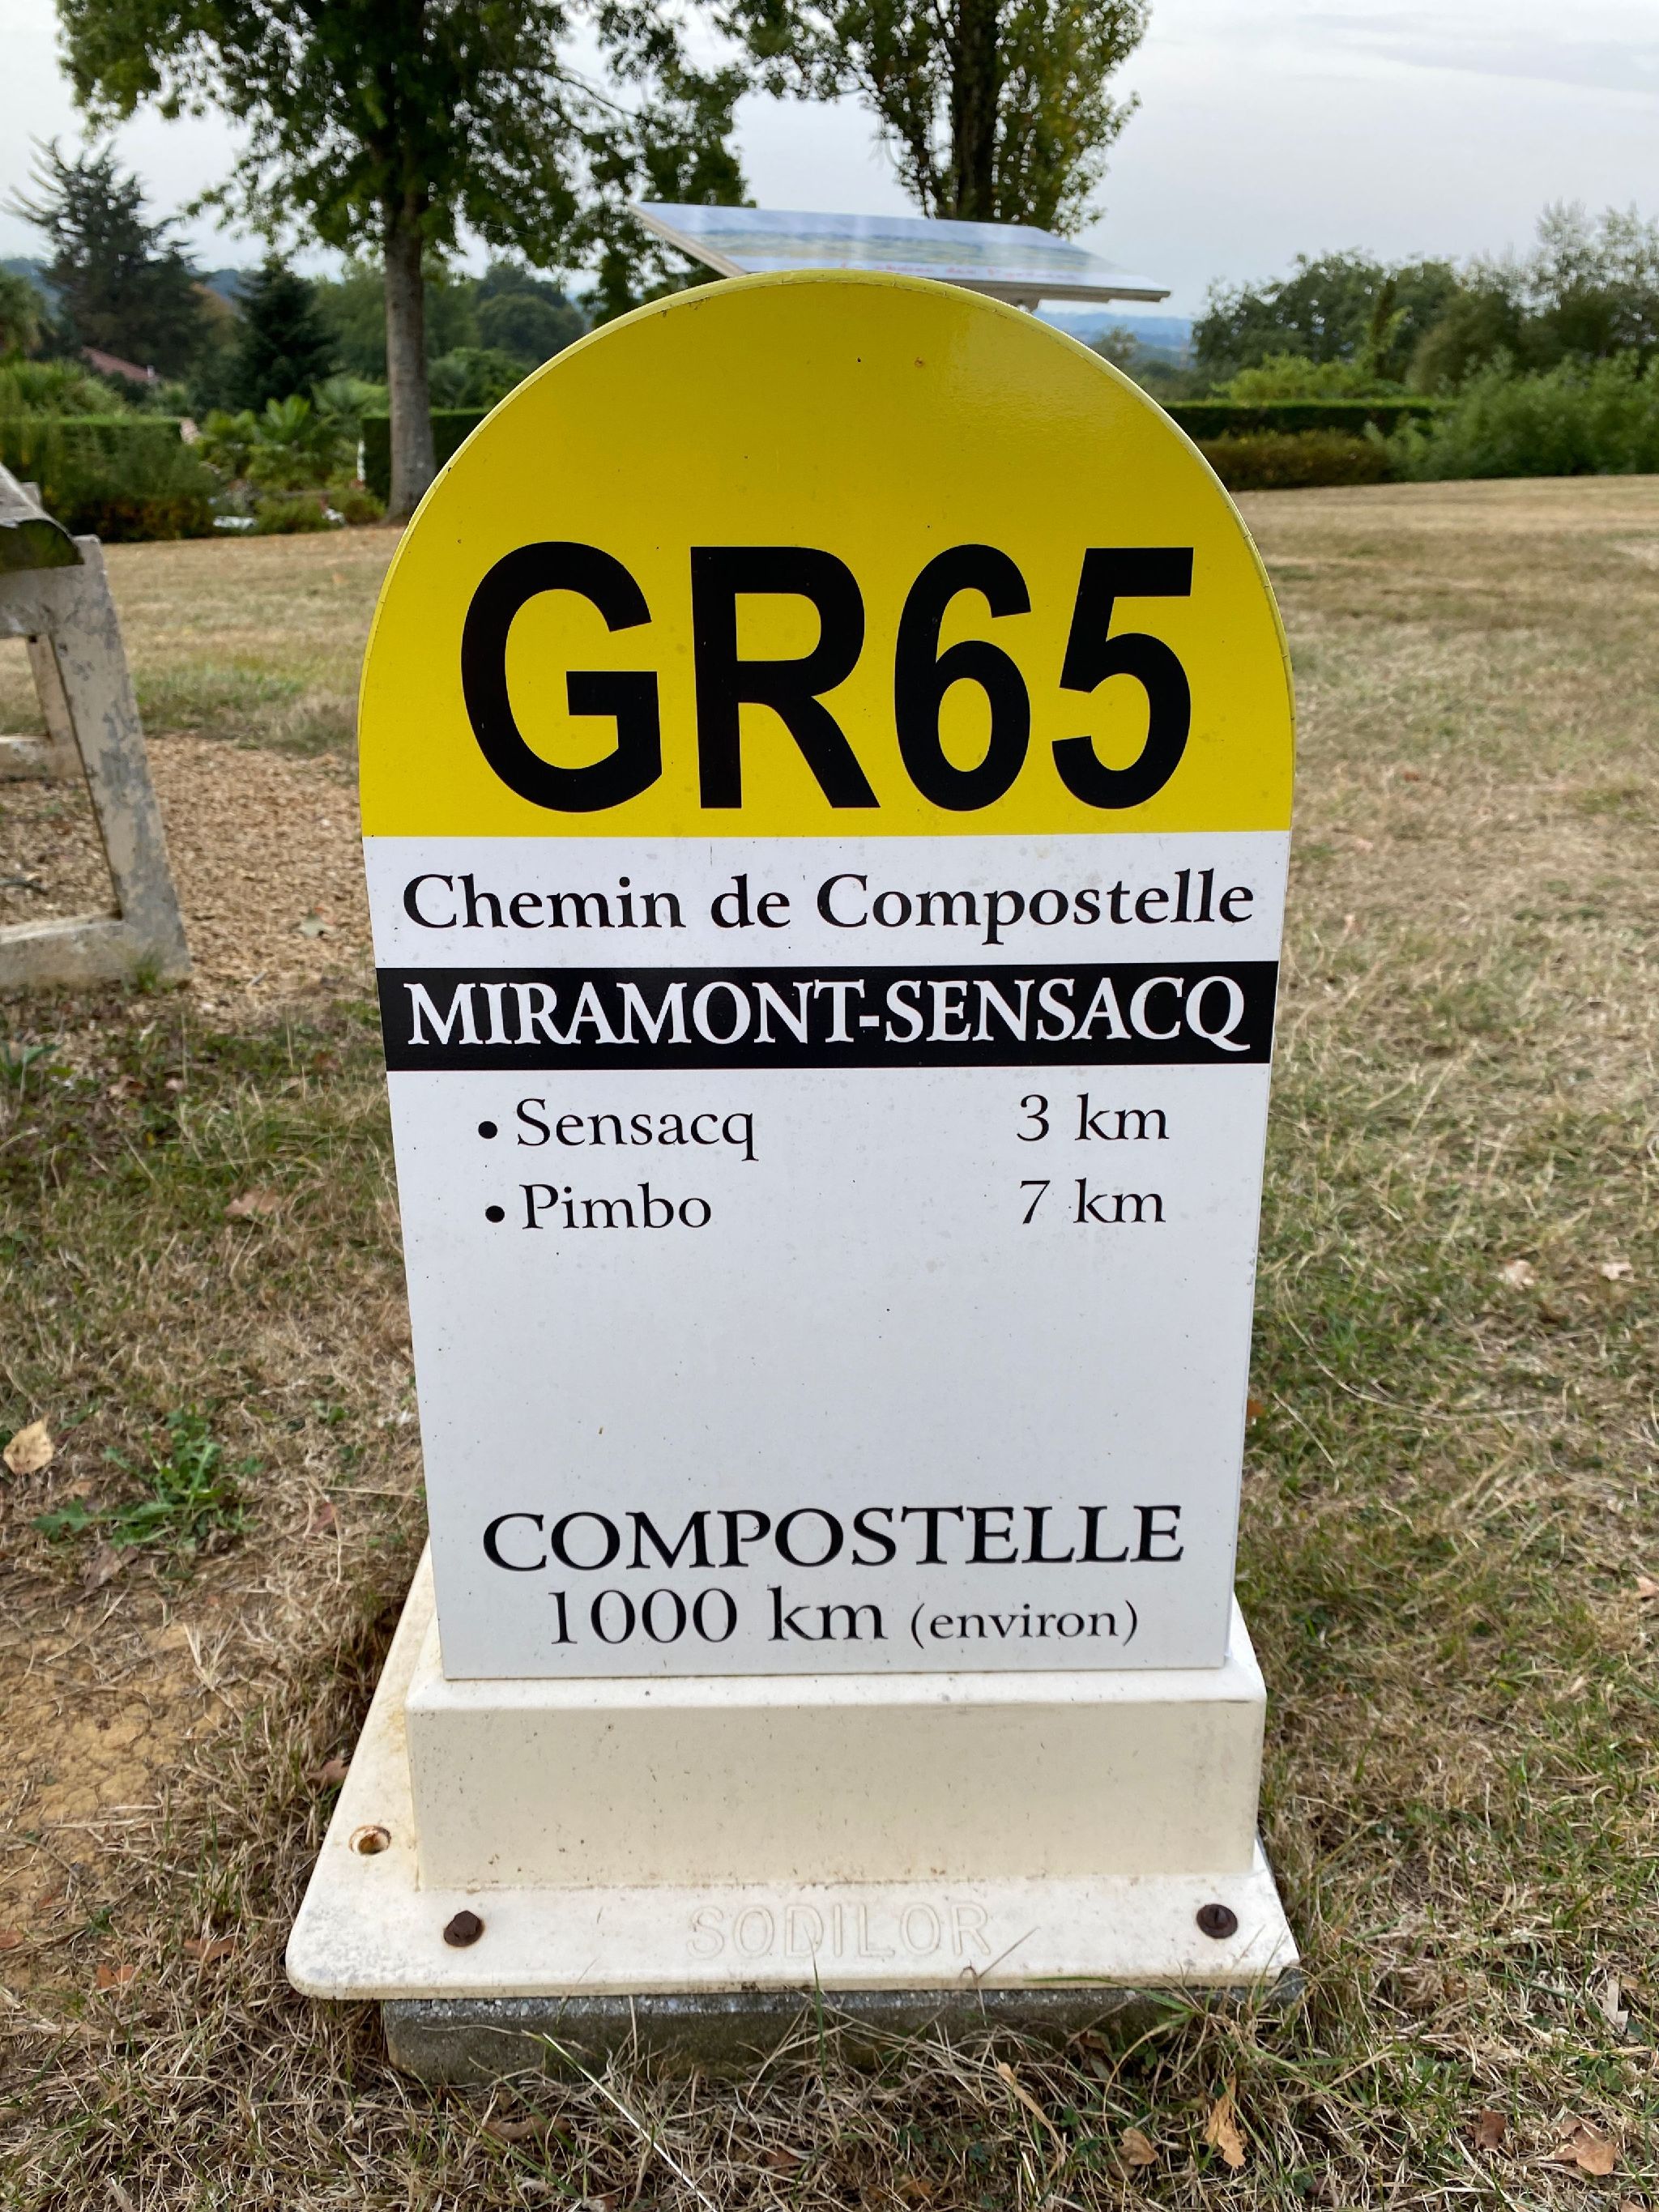 GR65
Chemin de Compostelle
MIRAMONT-SENSACQ
• Sensacq 3 km
• Pimbo 7 km
COMPOSTELLE
1000 km (environ)
SODILOR